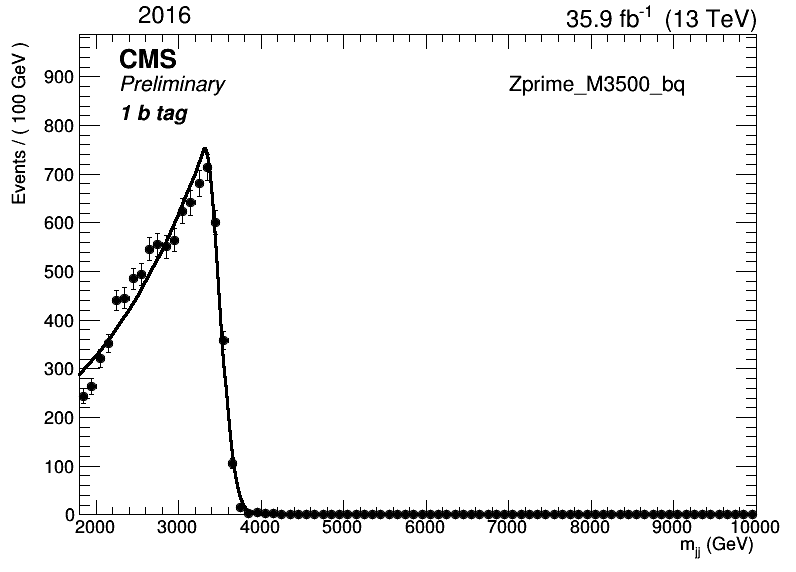 2016
35.9 fb-1 (13 TeV)
CMS
Preliminary
1 b tag
Zprime_M3500_bq
Events / ( 100 GeV )
900
800
700
600
500
400
300
200
100
0
2000 3000 4000 5000 6000 7000 8000 9000 10000
mjj (GeV)